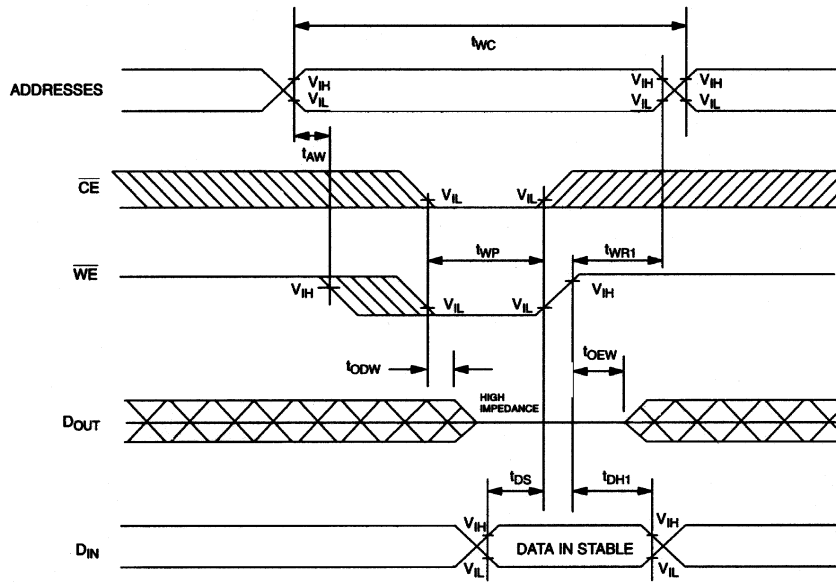 tWC
ADDRESSES
VIH VIH VIH
VIL VIL VIL
tAW
CE VIL VIL
tWP tWR1
WE
VIH VIL VIL VIH
tODW tOEW
HIGH
IMPEDANCE
DOUT
tDS tDH1
VIH VIH
DIN DATA IN STABLE
VIL VIL